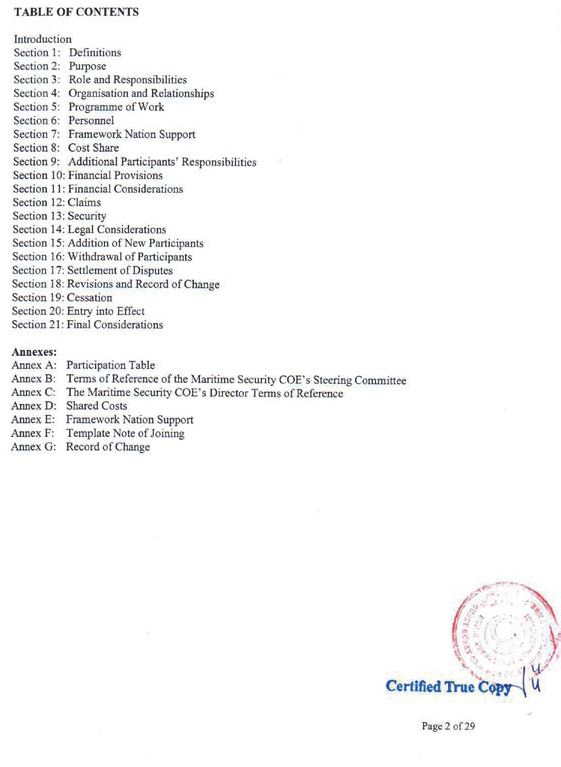 TABLE OF CONTENTS
Introduction
Section 1: Definitions
Section 2: Purpose
Section 3: Role and Responsibilities
Section 4: Organisation and Relationships
Section 5: Programme of Work
Section 6: Personnel
Section 7: Framework Nation Support
Section 8: Cost Share
Section 9: Additional Participants' Responsibilities
Section 10: Financial Provisions
Section 11: Financial Considerations
Section 12: Claims
Section 13: Security
Section 14: Legal Considerations
Section 15: Addition of New Participants
Section 16: Withdrawal of Participants
Section 17: Settlement of Disputes
Section 18: Revisions and Record of Change
Section 19: Cessation
Section 20: Entry into Effect
Section 21: Final Considerations
Annexes:
Annex A: Participation Table
Annex B: Terms of Reference of the Maritime Security COE's Steering Committee
Annex C: The Maritime Security COE's Director Terms of Reference
Annex D: Shared Costs
Annex E: Framework Nation Support
Annex F: Template Note of Joining
Annex G: Record of Change
Certified True Copy
Page 2 of 29